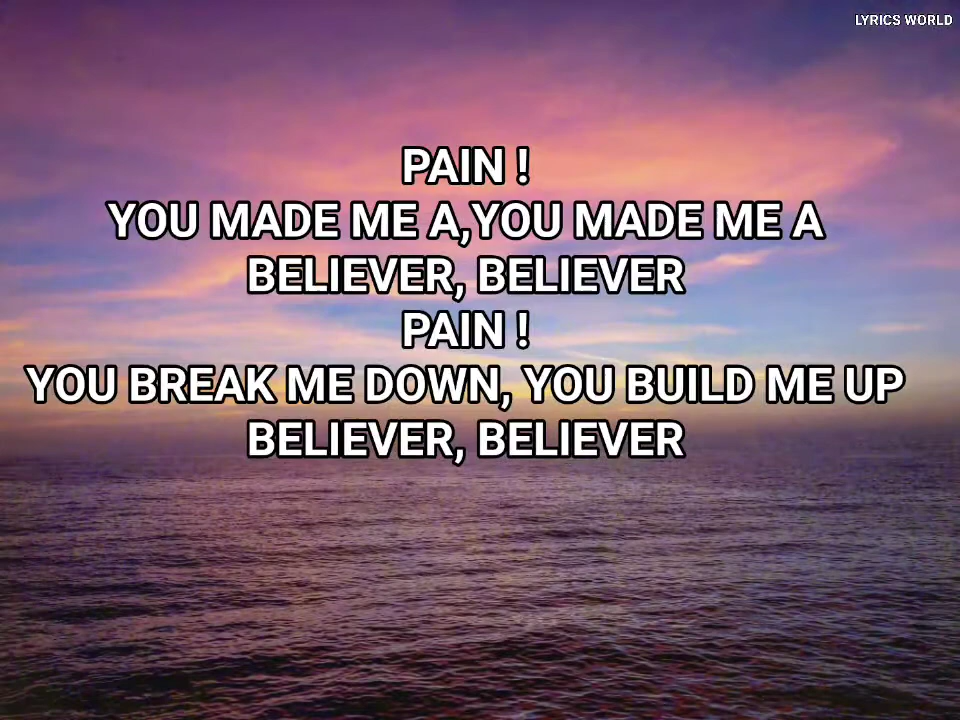 LYRICS WORLD
PAIN !
YOU MADE ME A,YOU MADE ME A
BELIEVER, BELIEVER
PAIN !
YOU BREAK ME DOWN, YOU BUILD ME UP
BELIEVER, BELIEVER